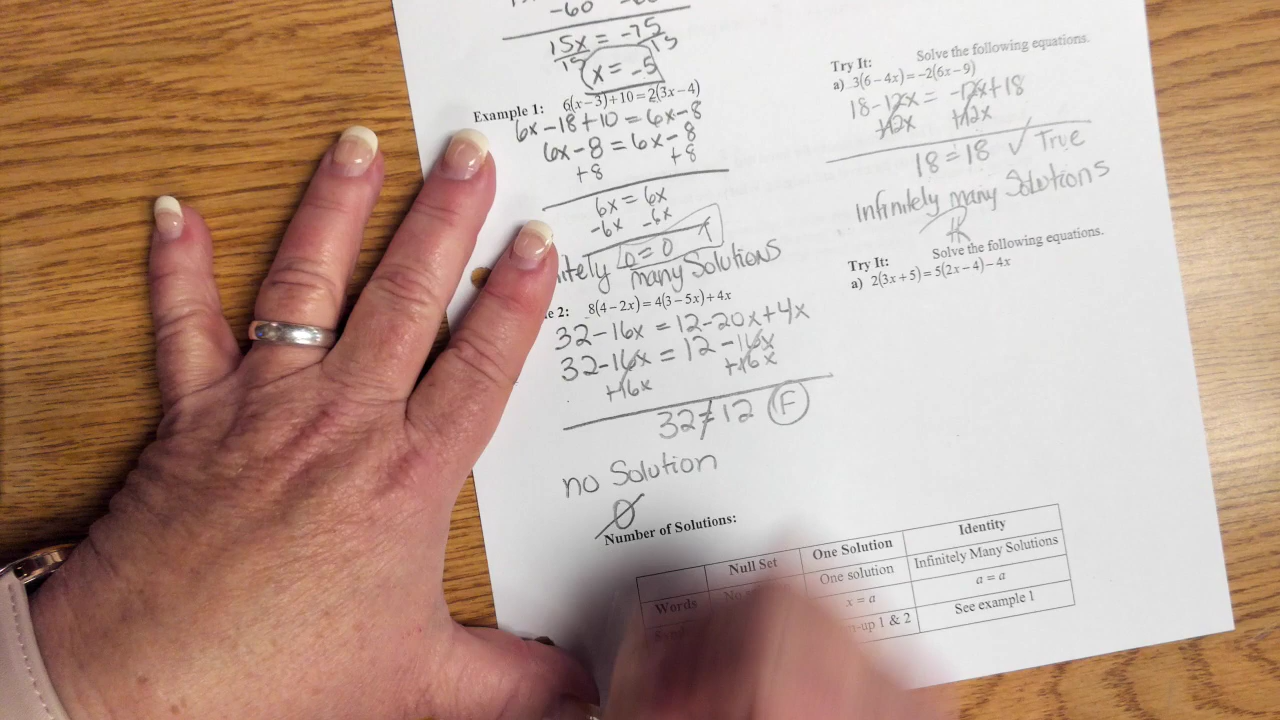 -60
15x = -75
15 15
x = -5
Example 1: 6(x−3)+10=2(3x−4)
6x-18+10 = 6x-8
6x-8 = 6x-8
+8 +8
6x = 6x
-6x -6x
0=0
many Solutions
2: 8(4−2x)=4(3−5x)+4x
32-16x = 12-20x+4x
32-16x = 12-16x
+16x +16x
32≠12 F
no Solution
Ø
Number of Solutions:
Null Set One Solution Identity
Words One solution Infinitely Many Solutions
x = a a = a
1 & 2 See example 1
Try It: Solve the following equations.
a) 3(6−4x)=−2(6x−9)
18-12x = -12x+18
+12x +12x
18=18 ✓ True
Infinitely many Solutions
Try It: Solve the following equations.
a) 2(3x+5)=5(2x−4)−4x